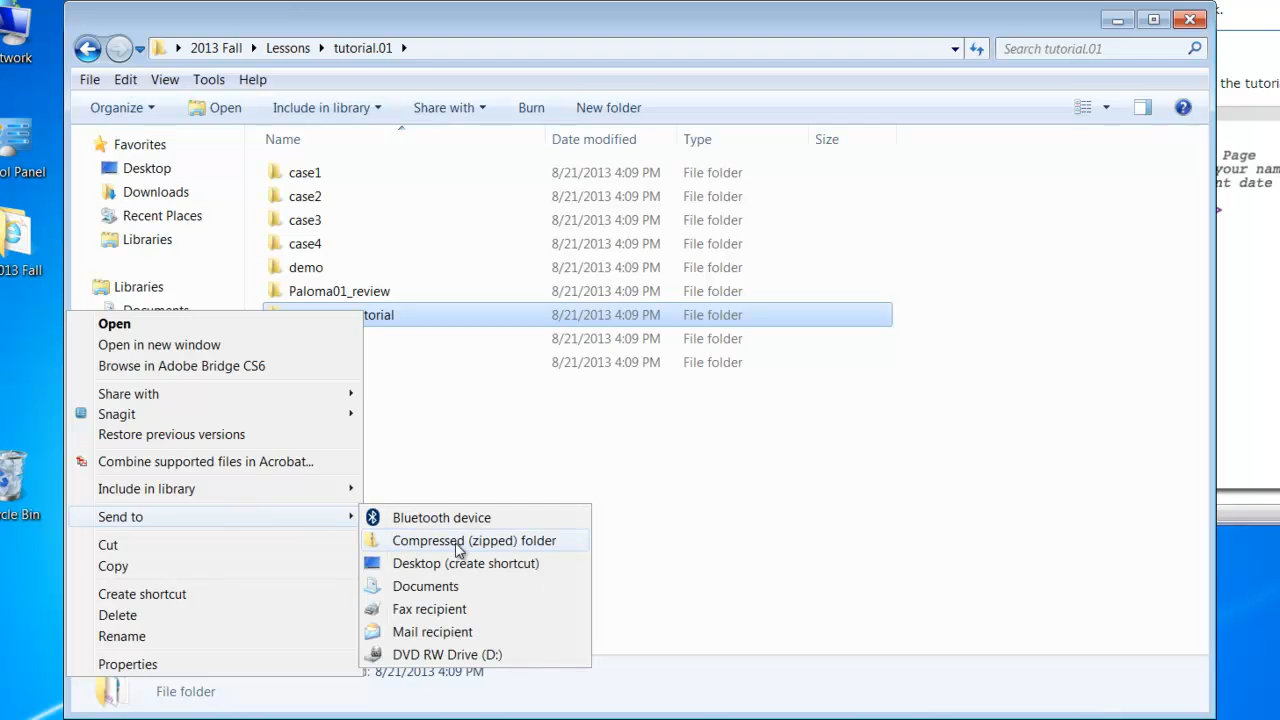 k.
2013 Fall
Lessons
tutorial.01
Search tutorial.01
twork
File Edit View Tools Help
the tutoria
Organize Open Include in library Share with Burn New folder
Name Date modified Type Size
Favorites
Page
ol Panel
Desktop
case1 8/21/2013 4:09 PM File folder
your nam
nt date
Downloads
case2 8/21/2013 4:09 PM File folder
Recent Places
case3 8/21/2013 4:09 PM File folder
>
Libraries
case4 8/21/2013 4:09 PM File folder
013 Fall
demo 8/21/2013 4:09 PM File folder
Libraries
Paloma01_review 8/21/2013 4:09 PM File folder
Documents
torial 8/21/2013 4:09 PM File folder
8/21/2013 4:09 PM File folder
8/21/2013 4:09 PM File folder
Open
Open in new window
Browse in Adobe Bridge CS6
Share with
Snagit
Restore previous versions
Combine supported files in Acrobat...
Include in library
Send to
Cut
Copy
Create shortcut
Delete
Rename
Properties
Bluetooth device
Compressed (zipped) folder
Desktop (create shortcut)
Documents
Fax recipient
Mail recipient
DVD RW Drive (D:)
cle Bin
d: 8/21/2013 4:09 PM
File folder